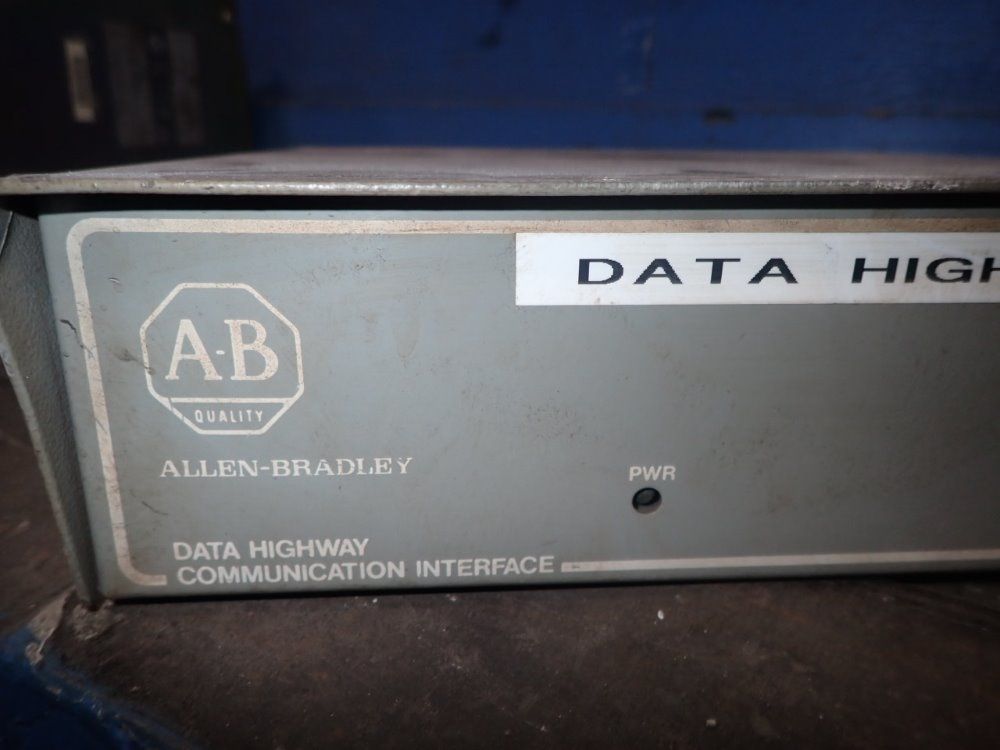 DATA HIGH
A-B
QUALITY
ALLEN-BRADLEY
PWR
DATA HIGHWAY
COMMUNICATION INTERFACE